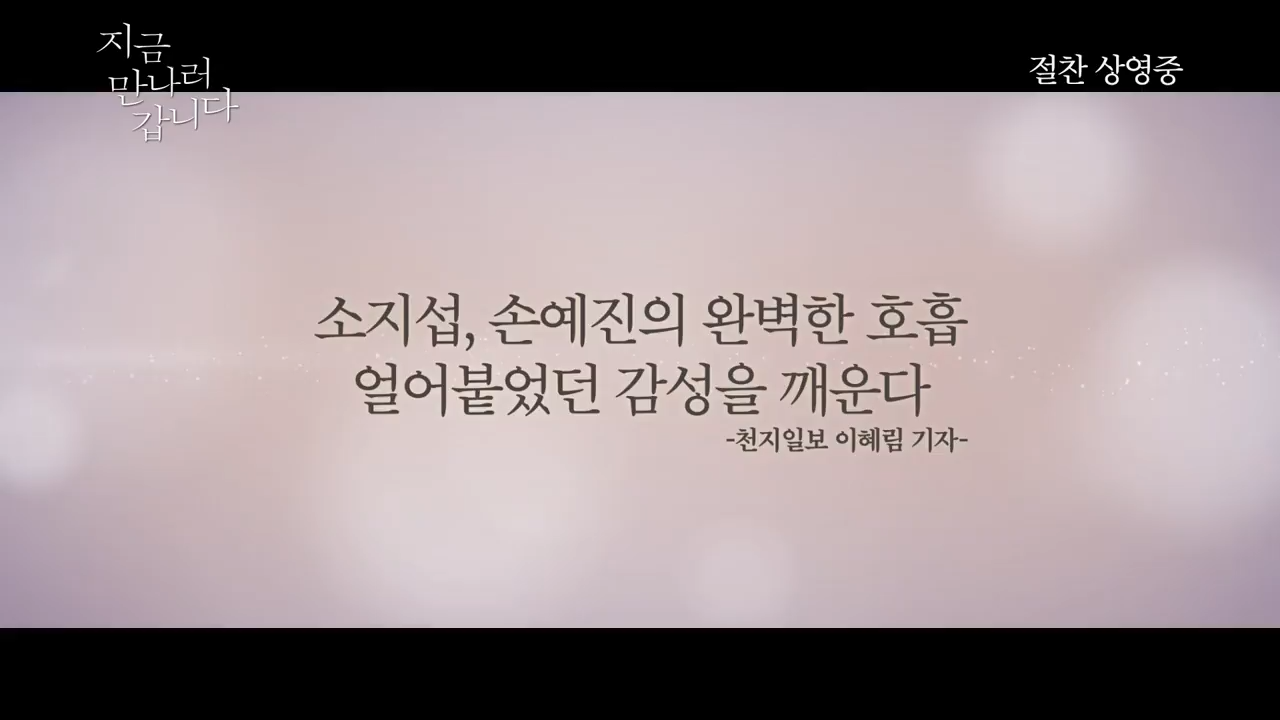 지금
만나러
갑니다
절찬 상영중
소지섭, 손예진의 완벽한 호흡
얼어붙었던 감성을 깨운다
-천지일보 이혜림 기자-